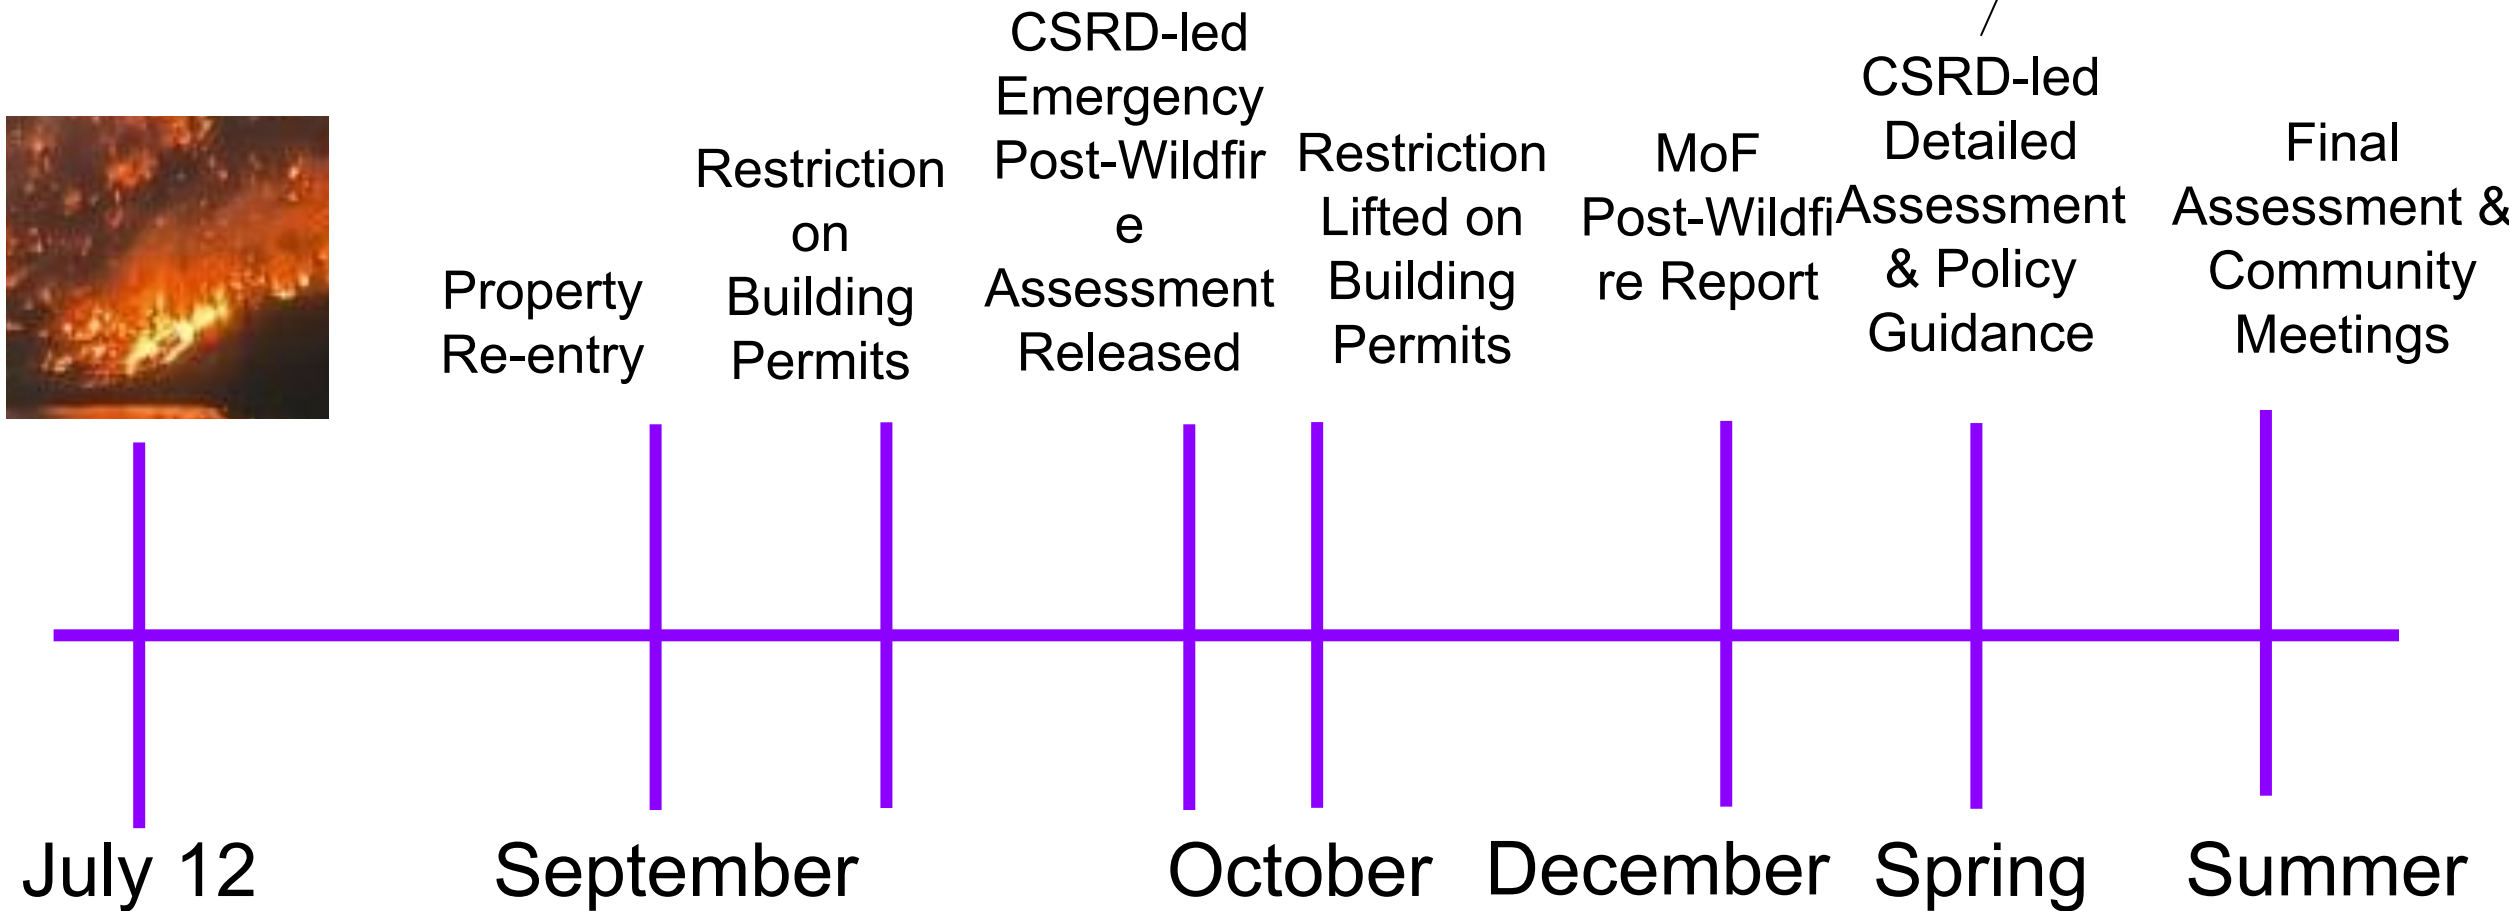 CSRD-led
Emergency
Post-Wildfir
e
Assessment
Released
Property
Re-entry
Restriction
on
Building
Permits
Restriction
Lifted on
Building
Permits
MoF
Post-Wildfi
re Report
CSRD-led
Detailed
Assessment
& Policy
Guidance
Final
Assessment &
Community
Meetings
July 12
September
October
December
Spring
Summer